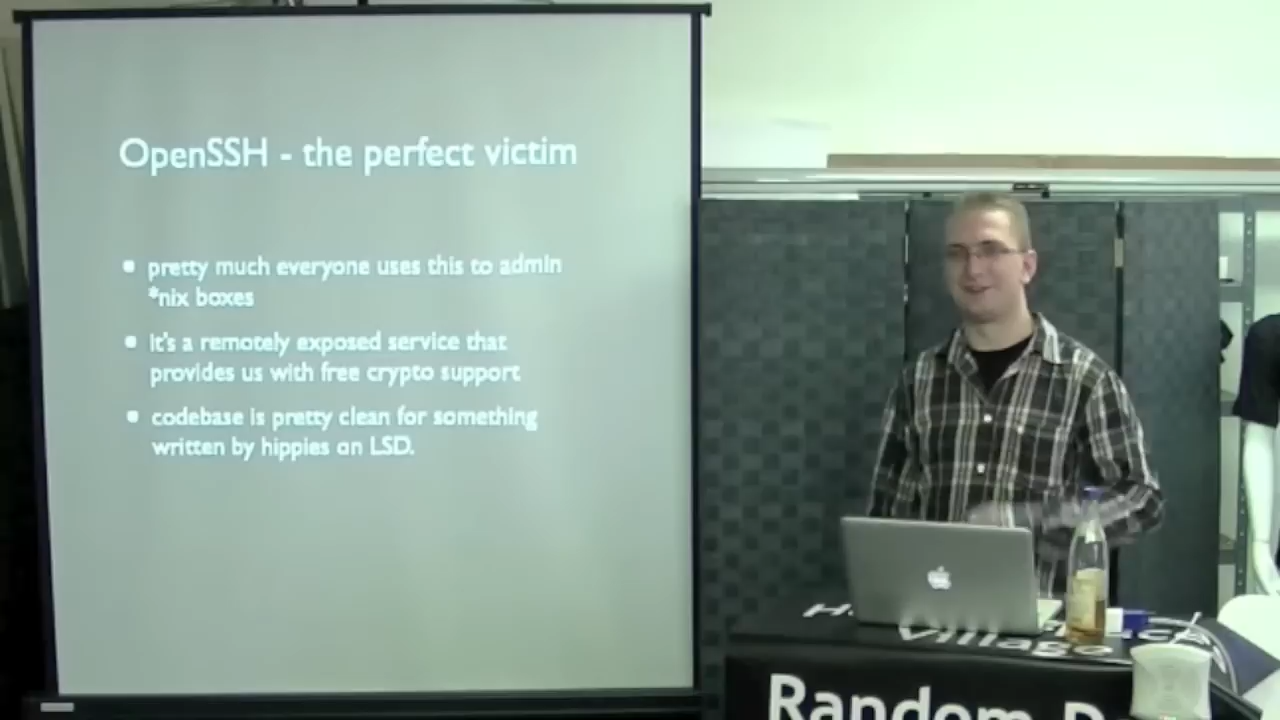 OpenSSH - the perfect victim
pretty much everyone uses this to admin
*nix boxes
it's a remotely exposed service that
provides us with free crypto support
codebase is pretty clean for something
written by hippies on LSD.
Village
Random